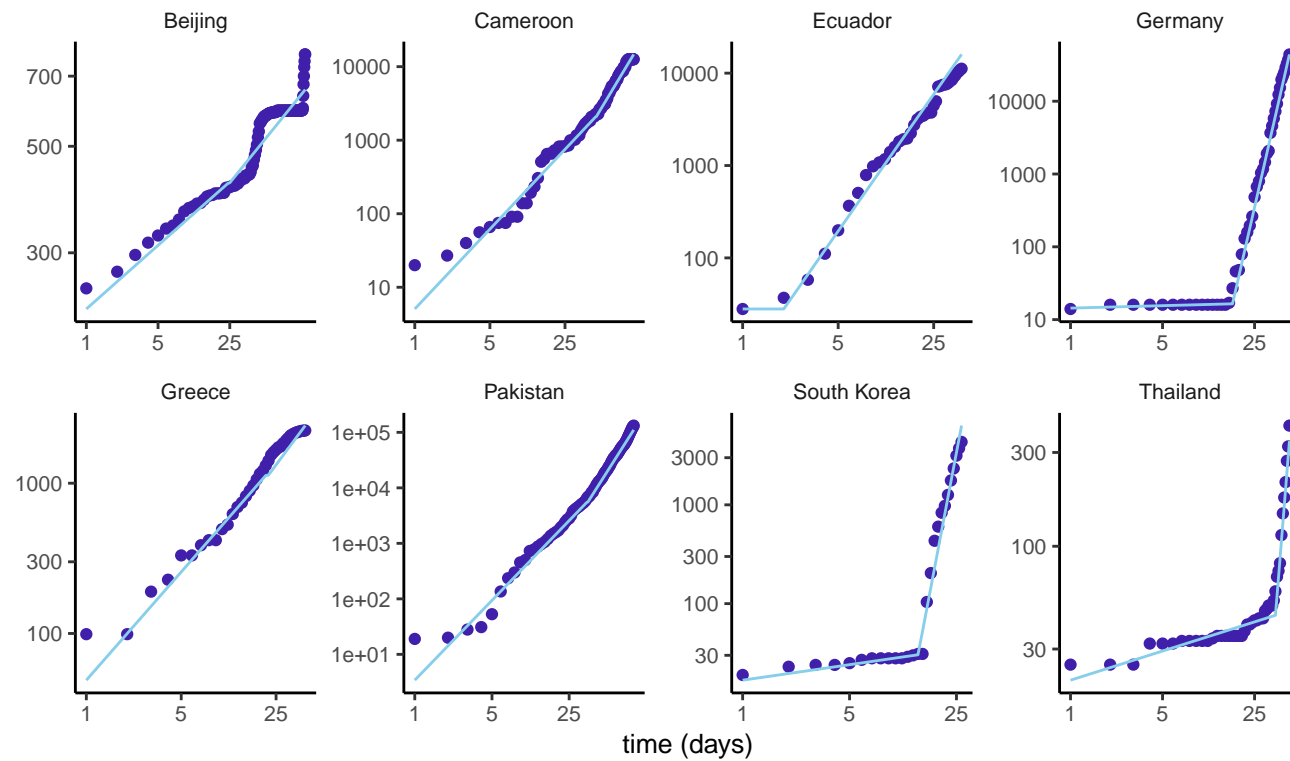 Beijing Cameroon Ecuador Germany
700
500
300
10000
1000
100
10
10000
1000
100
10000
1000
100
10
1 5 25 1 5 25 1 5 25 1 5 25
Greece Pakistan South Korea Thailand
1000
300
100
1e+05
1e+04
1e+03
1e+02
1e+01
3000
1000
300
100
30
300
100
30
1 5 25 1 5 25 1 5 25 1 5 25
time (days)